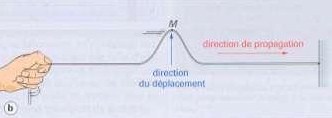 M
direction de propagation
direction
du déplacement
b